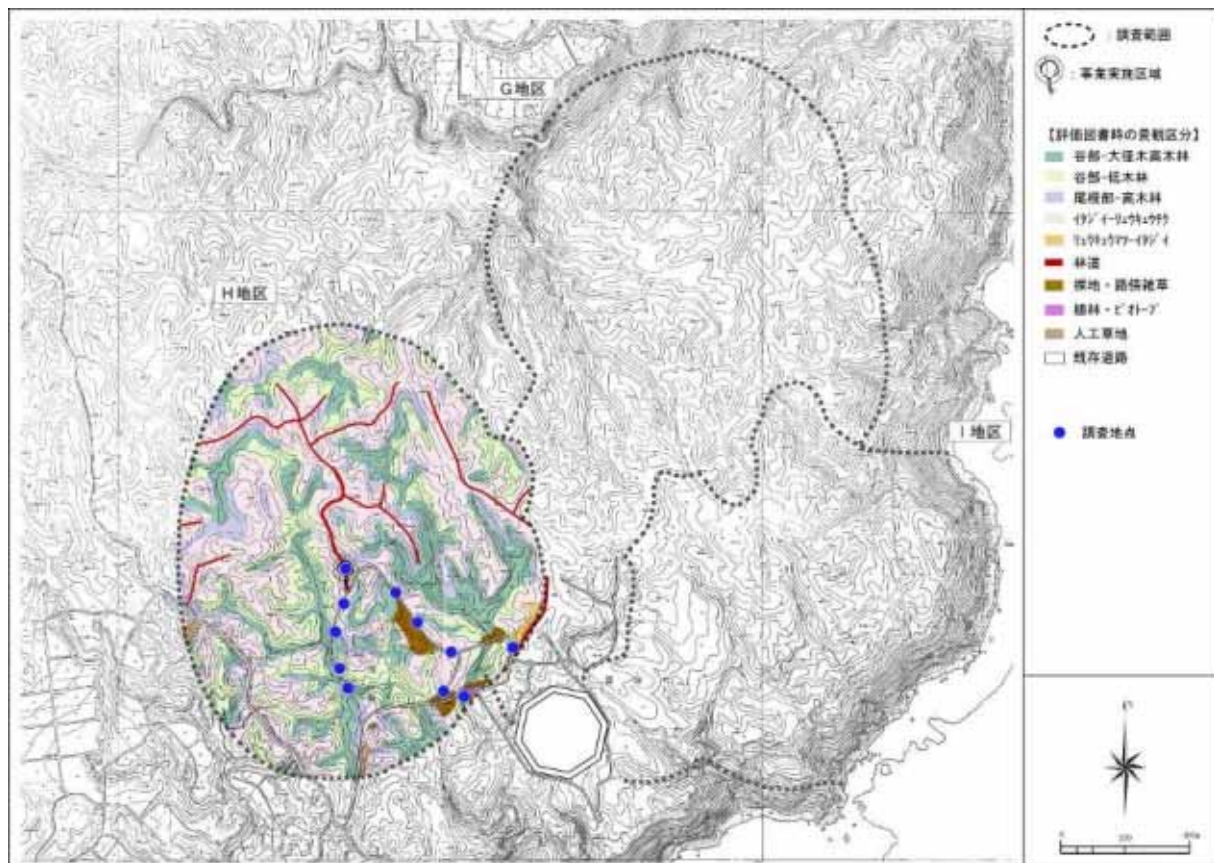 G地区
H地区
I地区
：調査範囲
：事業実施区域
【評価図書時の景観区分】
谷部-大径木高木林
谷部-低木林
尾根部-高木林
ｲﾀｼﾞｲｰﾘｭｳｷｭｳﾁｸ
ﾘｭｳｷｭｳﾏﾂｰｲﾀｼﾞｲ
林道
裸地・路傍雑草
植林・ﾋﾞｵﾄｰﾌﾟ
人工草地
既存道路
調査地点
0